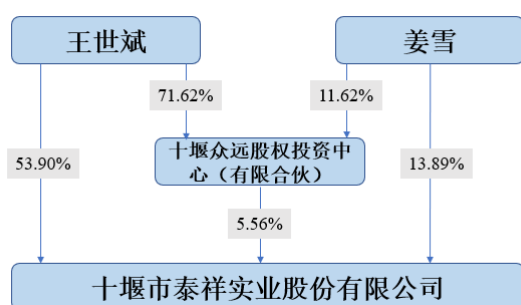 王世斌
姜雪
71.62%
11.62%
53.90%
十堰众远股权投资中
心（有限合伙）
13.89%
5.56%
十堰市泰祥实业股份有限公司